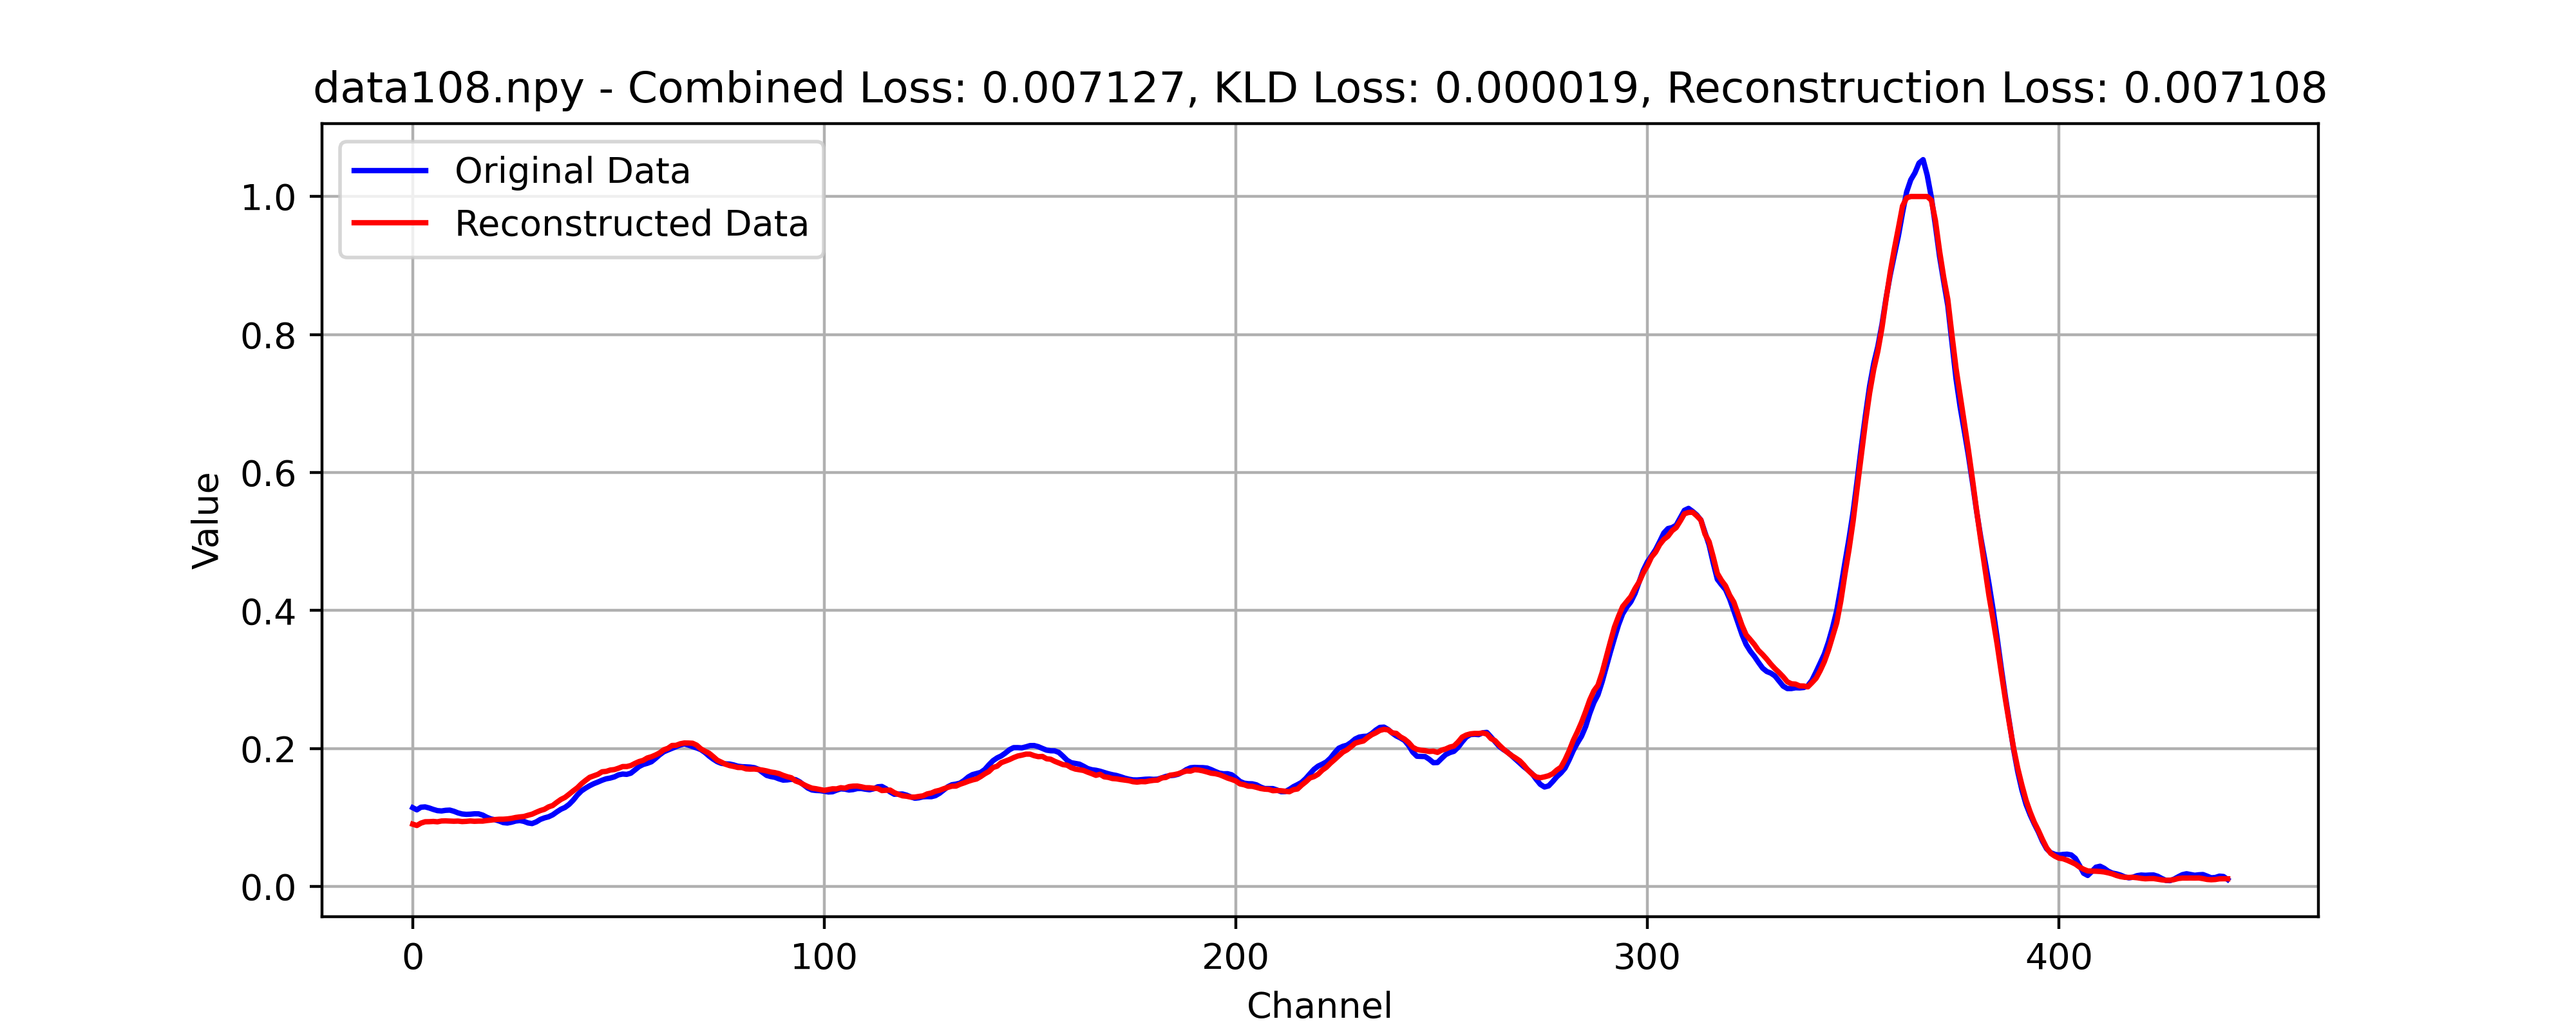 data108.npy - Combined Loss: 0.007127, KLD Loss: 0.000019, Reconstruction Loss: 0.007108
Original Data
Reconstructed Data
1.0
0.8
0.6
0.4
0.2
0.0
Value
0 100 200 300 400
Channel